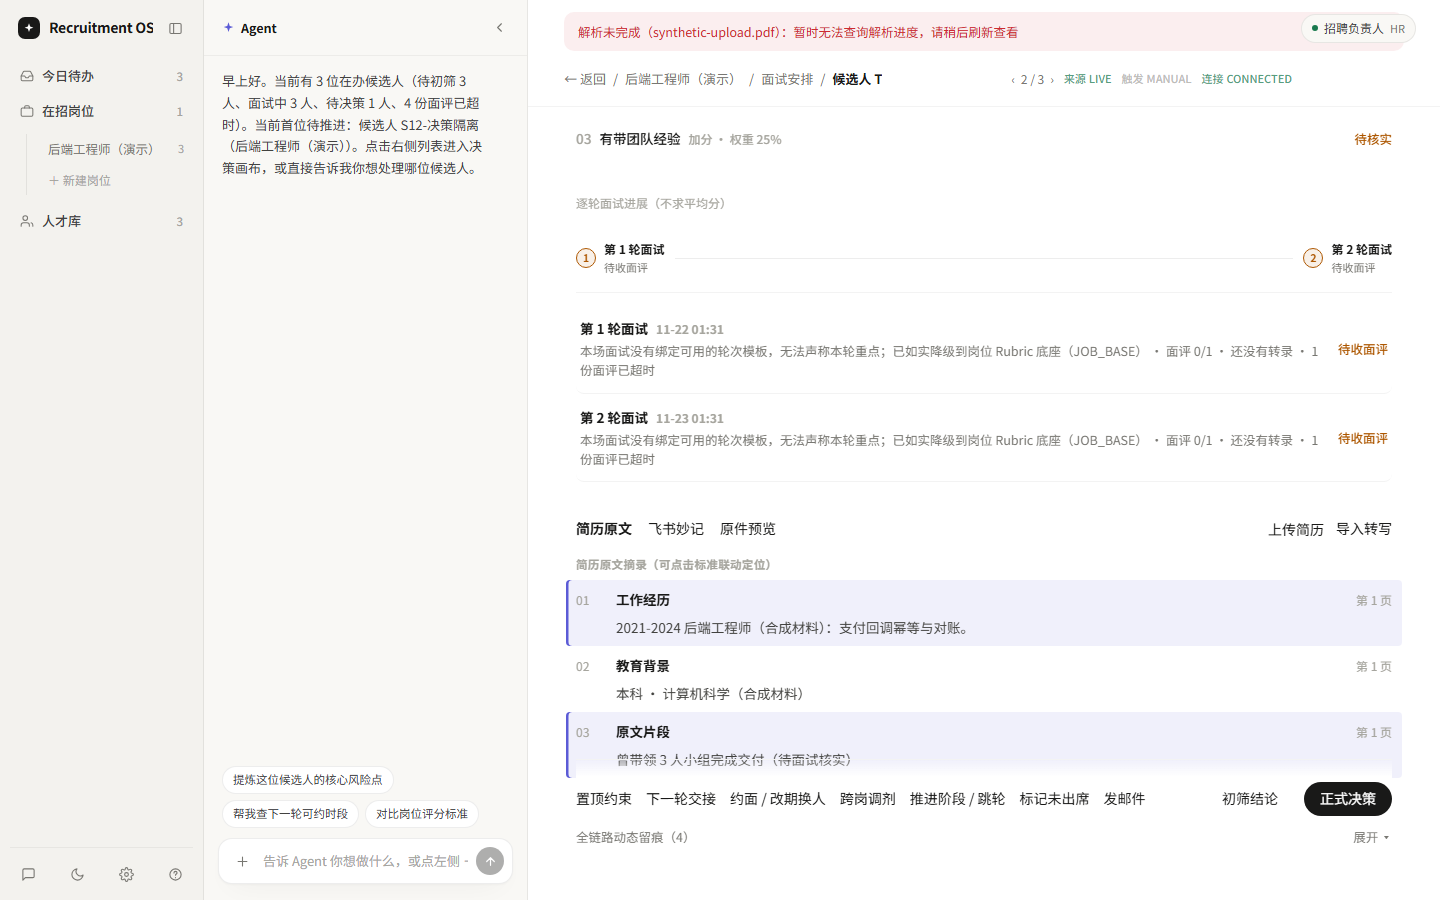 Recruitment OS
今日待办 3
在招岗位 1
后端工程师（演示） 3
+ 新建岗位
人才库 3
Agent
早上好。当前有 3 位在办候选人（待初筛 3
人、面试中 3 人、待决策 1 人、4 份面评已超
时）。当前首位待推进：候选人 S12-决策隔离
（后端工程师（演示））。点击右侧列表进入决
策画布，或直接告诉我你想处理哪位候选人。
提炼这位候选人的核心风险点
帮我查下一轮可约时段
对比岗位评分标准
告诉 Agent 你想做什么，或点左侧 -
解析未完成（synthetic-upload.pdf）：暂时无法查询解析进度，请稍后刷新查看
招聘负责人 HR
← 返回 / 后端工程师（演示） / 面试安排 / 候选人 T
‹ 2 / 3 › 来源 LIVE 触发 MANUAL 连接 CONNECTED
03 有带团队经验 加分 · 权重 25% 待核实
逐轮面试进展（不求平均分）
1 第 1 轮面试 待收面评
2 第 2 轮面试 待收面评
第 1 轮面试 11-22 01:31
本场面试没有绑定可用的轮次模板，无法声称本轮重点；已如实降级到岗位 Rubric 底座（JOB_BASE） · 面评 0/1 · 还没有转录 · 1
份面评已超时
待收面评
第 2 轮面试 11-23 01:31
本场面试没有绑定可用的轮次模板，无法声称本轮重点；已如实降级到岗位 Rubric 底座（JOB_BASE） · 面评 0/1 · 还没有转录 · 1
份面评已超时
待收面评
简历原文 飞书妙记 原件预览 上传简历 导入转写
简历原文摘录（可点击标准联动定位）
01 工作经历 第 1 页
2021-2024 后端工程师（合成材料）：支付回调幂等与对账。
02 教育背景 第 1 页
本科 · 计算机科学（合成材料）
03 原文片段 第 1 页
曾带领 3 人小组完成交付（待面试核实）
置顶约束 下一轮交接 约面 / 改期换人 跨岗调剂 推进阶段 / 跳轮 标记未出席 发邮件 初筛结论 正式决策
全链路动态留痕（4） 展开